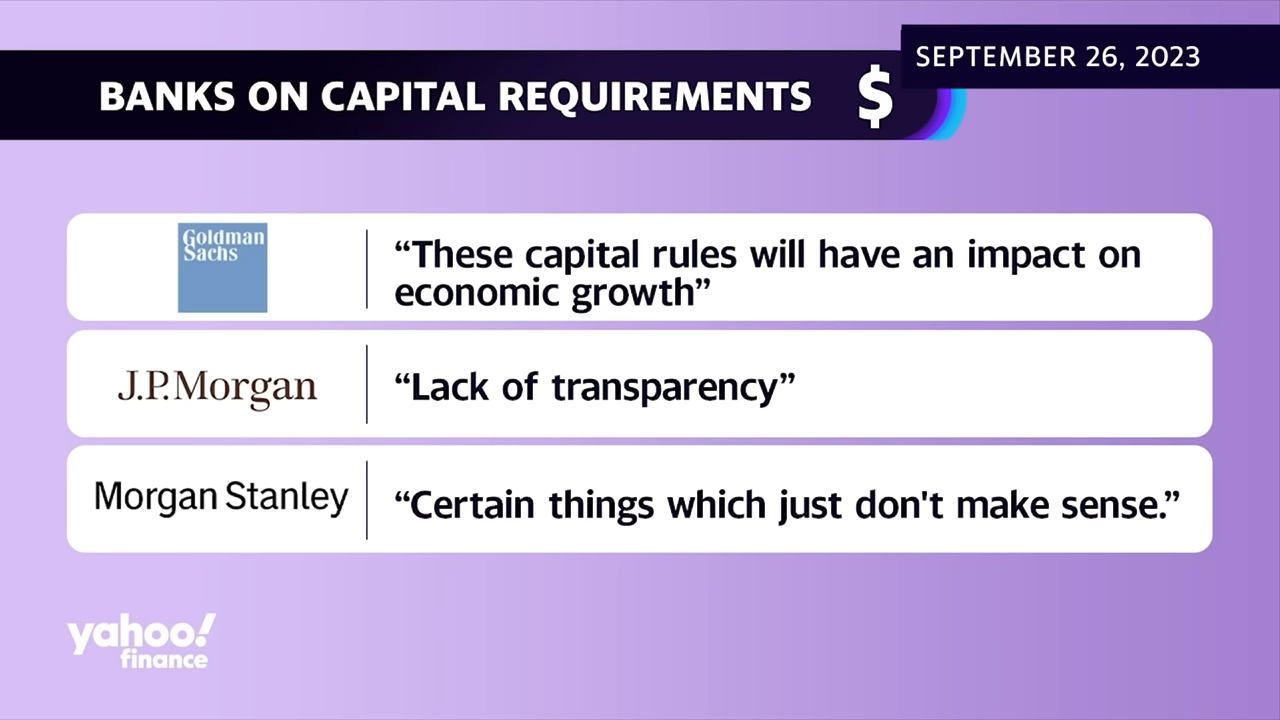 SEPTEMBER 26, 2023
BANKS ON CAPITAL REQUIREMENTS $
Goldman
Sachs
“These capital rules will have an impact on
economic growth”
J.P.Morgan
“Lack of transparency”
Morgan Stanley
“Certain things which just don't make sense.”
yahoo!
finance